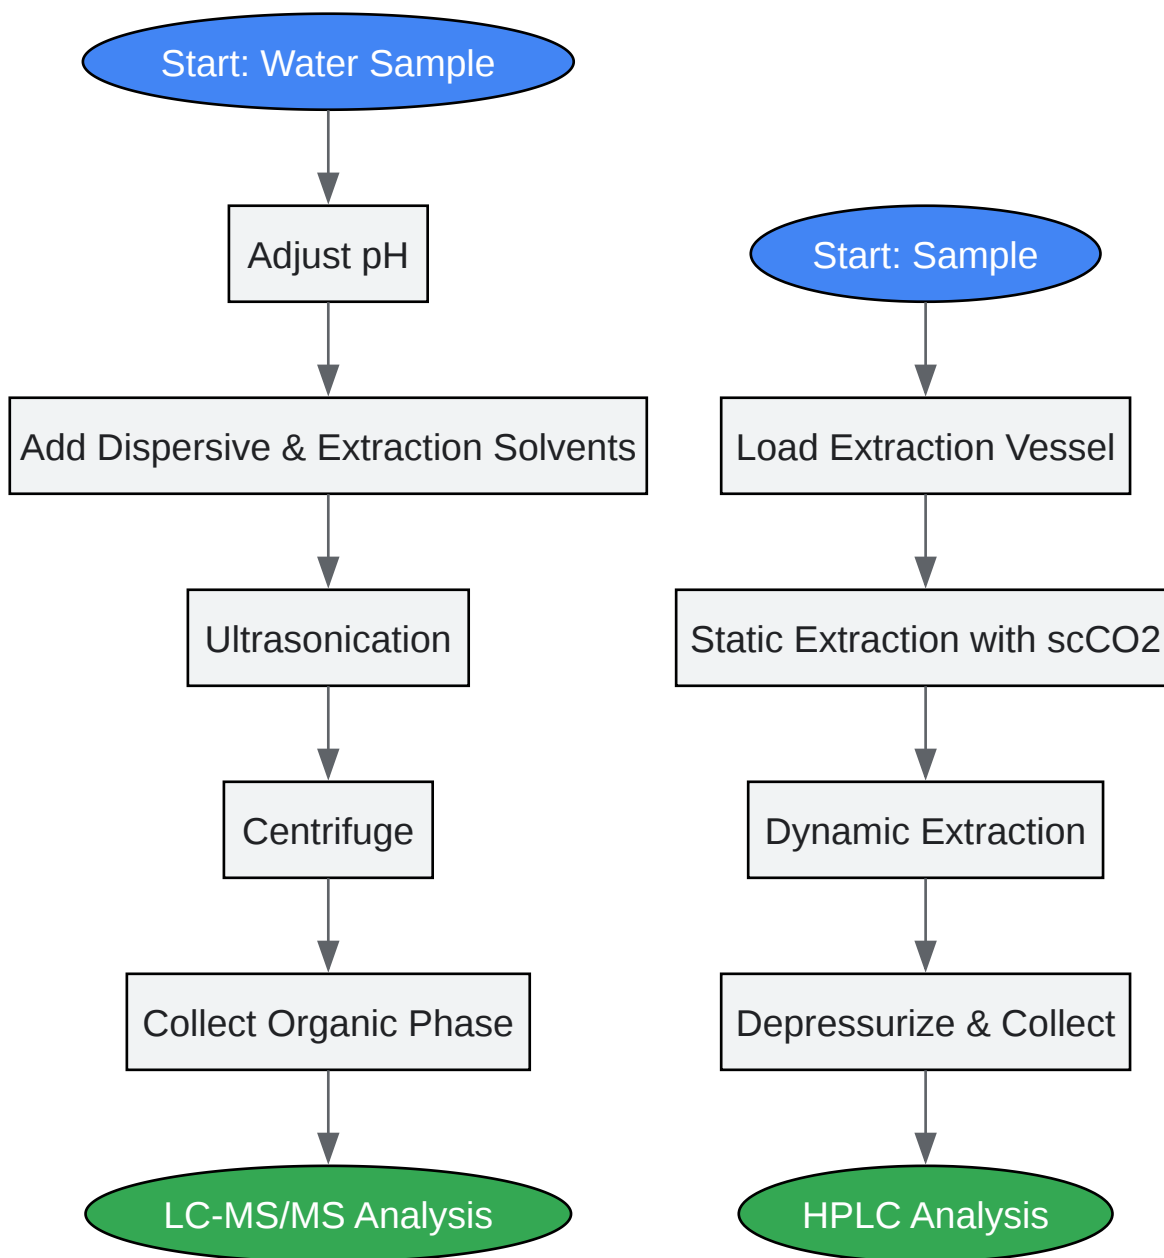 Start: Water Sample
Adjust pH
Add Dispersive & Extraction Solvents
Ultrasonication
Centrifuge
Collect Organic Phase
LC-MS/MS Analysis
Start: Sample
Load Extraction Vessel
Static Extraction with scCO2
Dynamic Extraction
Depressurize & Collect
HPLC Analysis